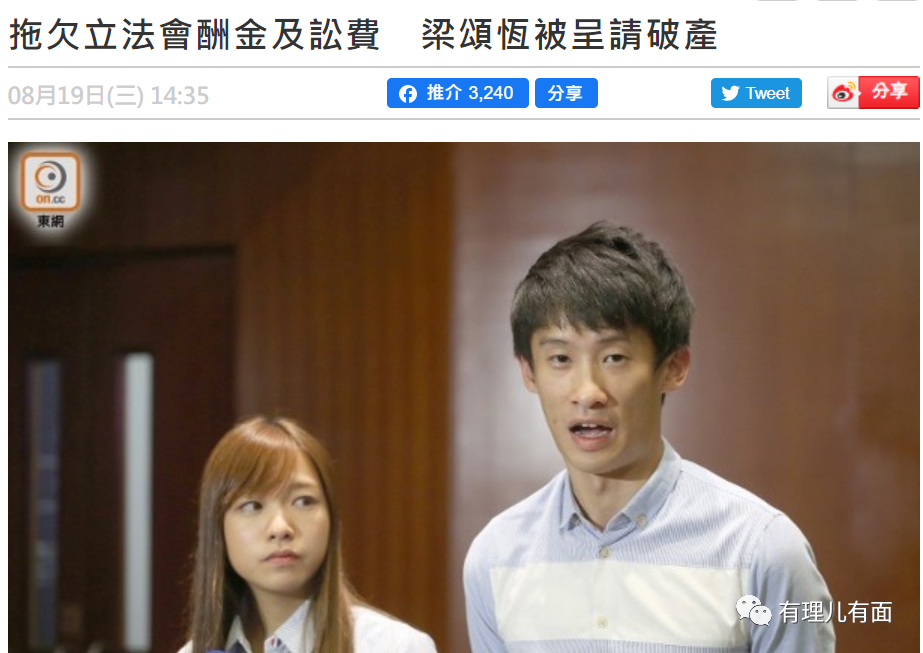 拖欠立法會酬金及訟費　梁頌恆被呈請破產
08月19日(三) 14:35
推介 3,240
分享
Tweet
分享
on.cc
東網
有理儿有面